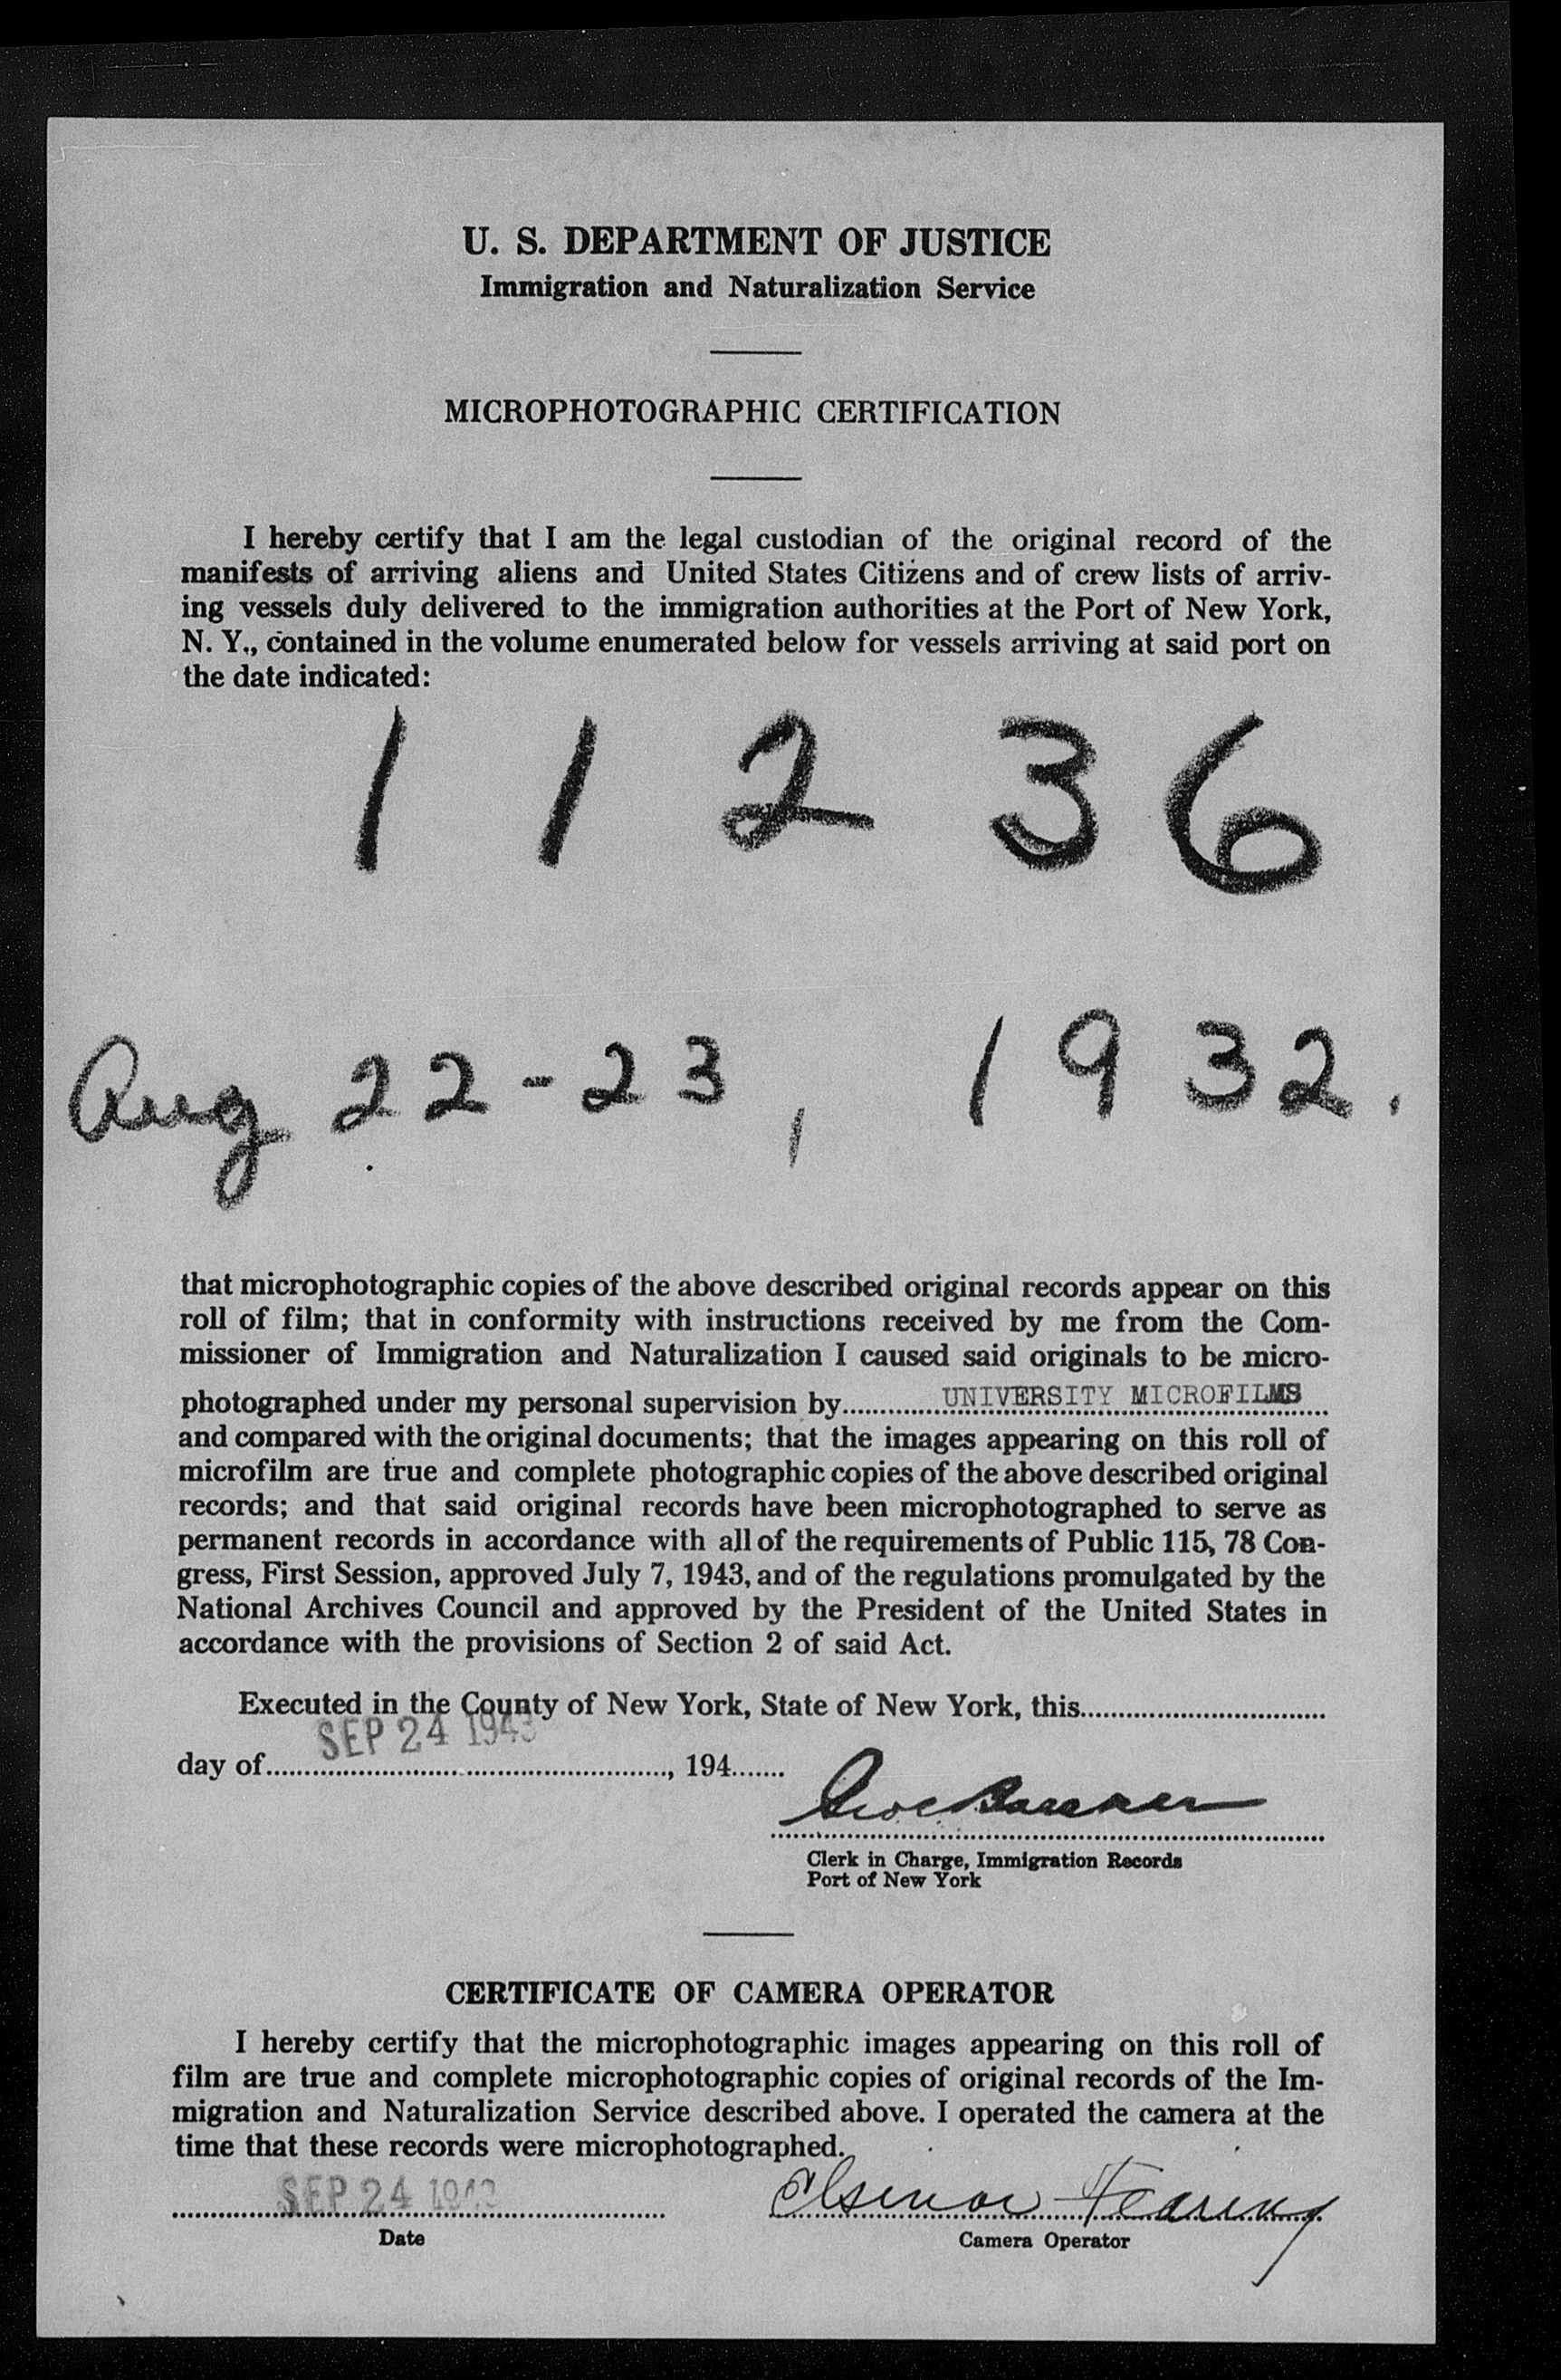 U. S. DEPARTMENT OF JUSTICE
Immigration and Naturalization Service
MICROPHOTOGRAPHIC CERTIFICATION
I hereby certify that I am the legal custodian of the original record of the
manifests of arriving aliens and United States Citizens and of crew lists of arriv-
ing vessels duly delivered to the immigration authorities at the Port of New York,
N. Y., contained in the volume enumerated below for vessels arriving at said port on
the date indicated:
1 1 2 3 6
Aug 22-23, 1932.
that microphotographic copies of the above described original records appear on this
roll of film; that in conformity with instructions received by me from the Com-
missioner of Immigration and Naturalization I caused said originals to be micro-
photographed under my personal supervision by UNIVERSITY MICROFILMS
and compared with the original documents; that the images appearing on this roll of
microfilm are true and complete photographic copies of the above described original
records; and that said original records have been microphotographed to serve as
permanent records in accordance with all of the requirements of Public 115, 78 Con-
gress, First Session, approved July 7, 1943, and of the regulations promulgated by the
National Archives Council and approved by the President of the United States in
accordance with the provisions of Section 2 of said Act.
Executed in the County of New York, State of New York, this
SEP 24 1943
day of , 194
Clerk in Charge, Immigration Records
Port of New York
CERTIFICATE OF CAMERA OPERATOR
I hereby certify that the microphotographic images appearing on this roll of
film are true and complete microphotographic copies of original records of the Im-
migration and Naturalization Service described above. I operated the camera at the
time that these records were microphotographed.
SEP 24 1943
Date
Camera Operator